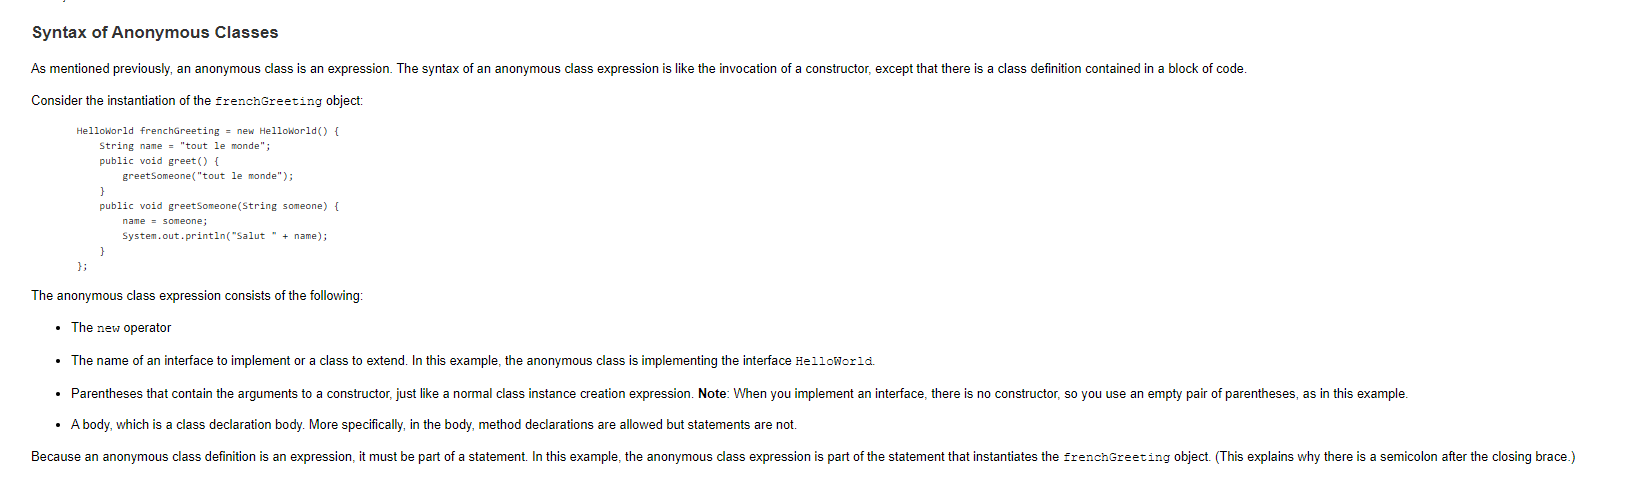 Syntax of Anonymous Classes
As mentioned previously, an anonymous class is an expression. The syntax of an anonymous class expression is like the invocation of a constructor, except that there is a class definition contained in a block of code.
Consider the instantiation of the frenchGreeting object:
HelloWorld frenchGreeting = new HelloWorld() {
    String name = "tout le monde";
    public void greet() {
        greetSomeone("tout le monde");
    }
    public void greetSomeone(String someone) {
        name = someone;
        System.out.println("Salut " + name);
    }
};
The anonymous class expression consists of the following:
• The new operator
• The name of an interface to implement or a class to extend. In this example, the anonymous class is implementing the interface HelloWorld.
• Parentheses that contain the arguments to a constructor, just like a normal class instance creation expression. Note: When you implement an interface, there is no constructor, so you use an empty pair of parentheses, as in this example.
• A body, which is a class declaration body. More specifically, in the body, method declarations are allowed but statements are not.
Because an anonymous class definition is an expression, it must be part of a statement. In this example, the anonymous class expression is part of the statement that instantiates the frenchGreeting object. (This explains why there is a semicolon after the closing brace.)